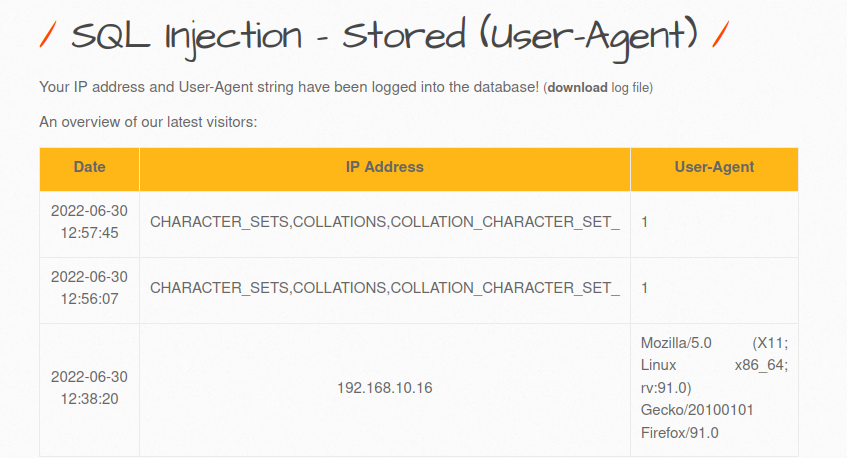 / SQL Injection - Stored (User-Agent) /
Your IP address and User-Agent string have been logged into the database! (download log file)
An overview of our latest visitors:
Date IP Address User-Agent
2022-06-30
12:57:45
CHARACTER_SETS,COLLATIONS,COLLATION_CHARACTER_SET_
1
2022-06-30
12:56:07
CHARACTER_SETS,COLLATIONS,COLLATION_CHARACTER_SET_
1
2022-06-30
12:38:20
192.168.10.16
Mozilla/5.0 (X11;
Linux x86_64;
rv:91.0)
Gecko/20100101
Firefox/91.0